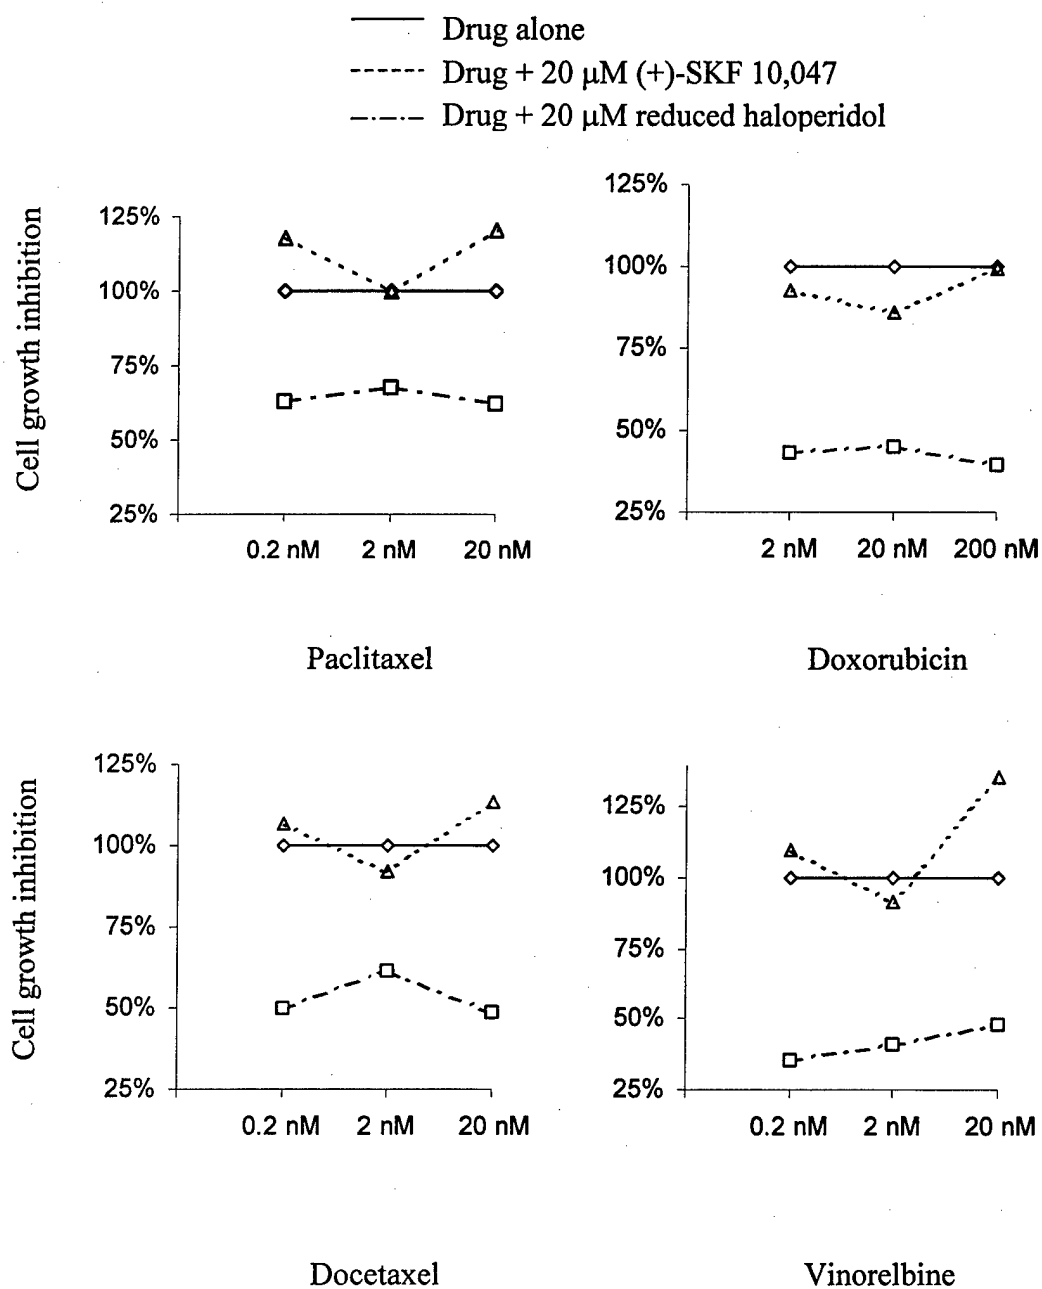 Drug alone
Drug + 20 μM (+)-SKF 10,047
Drug + 20 μM reduced haloperidol
Cell growth inhibition
125%
100%
75%
50%
25%
0.2 nM 2 nM 20 nM
Paclitaxel
125%
100%
75%
50%
25%
2 nM 20 nM 200 nM
Doxorubicin
Cell growth inhibition
125%
100%
75%
50%
25%
0.2 nM 2 nM 20 nM
Docetaxel
125%
100%
75%
50%
25%
0.2 nM 2 nM 20 nM
Vinorelbine